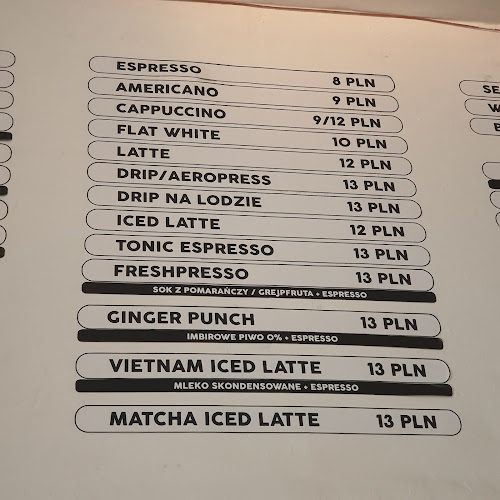 ESPRESSO 8 PLN
AMERICANO 9 PLN
CAPPUCCINO 9/12 PLN
FLAT WHITE 10 PLN
LATTE 12 PLN
DRIP/AEROPRESS 13 PLN
DRIP NA LODZIE 13 PLN
ICED LATTE 12 PLN
TONIC ESPRESSO 13 PLN
FRESHPRESSO 13 PLN
SOK Z POMARAŃCZY / GREJPFRUTA + ESPRESSO
GINGER PUNCH 13 PLN
IMBIROWE PIWO 0% + ESPRESSO
VIETNAM ICED LATTE 13 PLN
MLEKO SKONDENSOWANE + ESPRESSO
MATCHA ICED LATTE 13 PLN